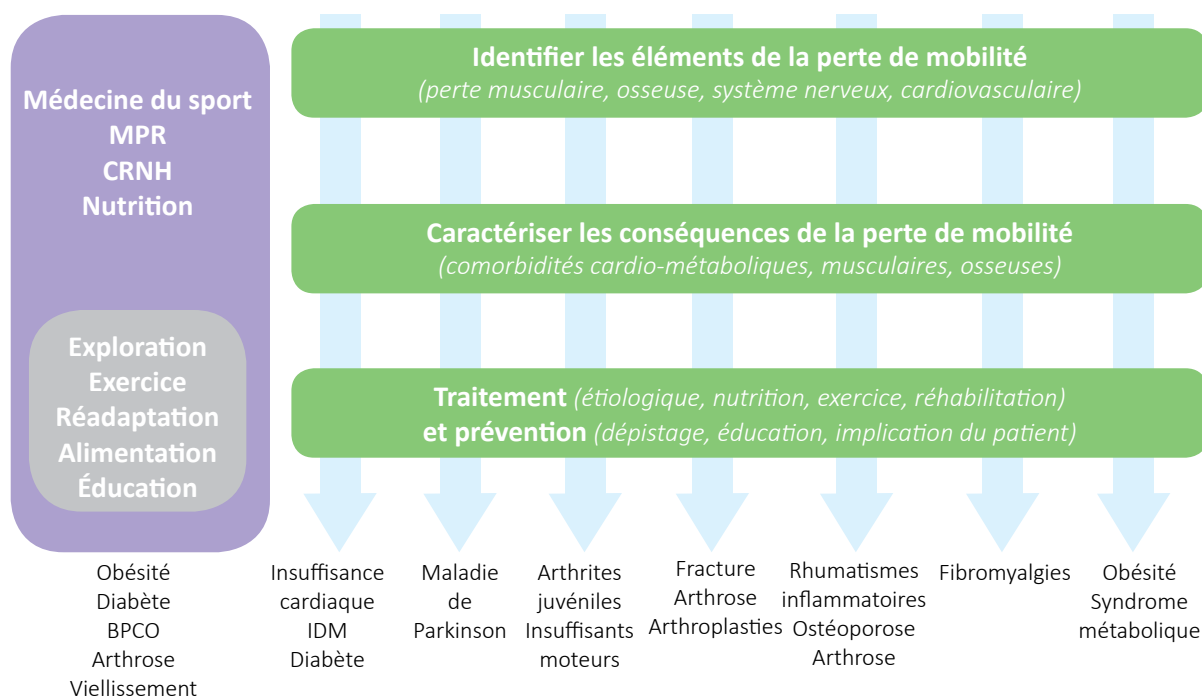 Médecine du sport
MPR
CRNH
Nutrition
Exploration
Exercice
Réadaptation
Alimentation
Éducation
Identifier les éléments de la perte de mobilité
(perte musculaire, osseuse, système nerveux, cardiovasculaire)
Caractériser les conséquences de la perte de mobilité
(comorbidités cardio-métaboliques, musculaires, osseuses)
Traitement (étiologique, nutrition, exercice, réhabilitation)
et prévention (dépistage, éducation, implication du patient)
Obésité
Diabète
BPCO
Arthrose
Viellissement
Insuffisance
cardiaque
IDM
Diabète
Maladie
de
Parkinson
Arthrites
juvéniles
Insuffisants
moteurs
Fracture
Arthrose
Arthroplasties
Rhumatismes
inflammatoires
Ostéoporose
Arthrose
Fibromyalgies
Obésité
Syndrome
métabolique